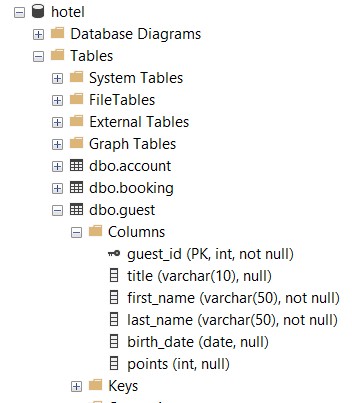 hotel
Database Diagrams
Tables
System Tables
FileTables
External Tables
Graph Tables
dbo.account
dbo.booking
dbo.guest
Columns
guest_id (PK, int, not null)
title (varchar(10), null)
first_name (varchar(50), not null)
last_name (varchar(50), not null)
birth_date (date, null)
points (int, null)
Keys